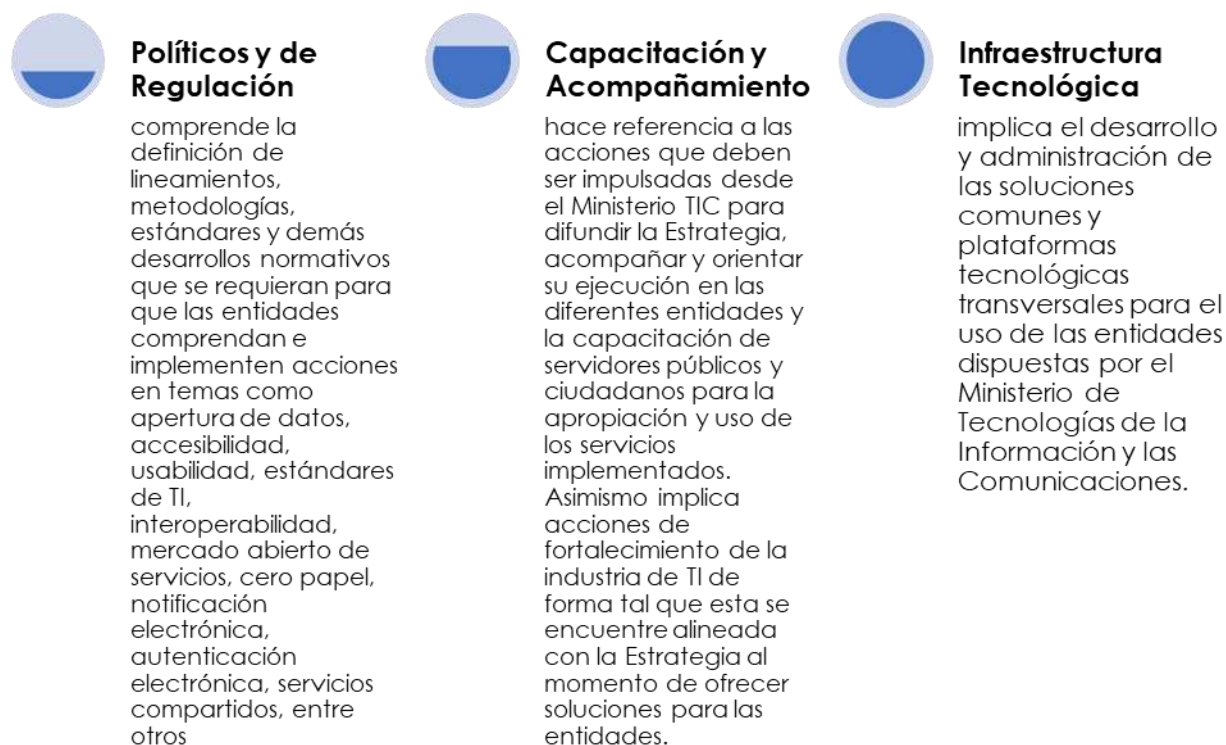 Políticos y de
Regulación
comprende la
definición de
lineamientos,
metodologías,
estándares y demás
desarrollos normativos
que se requieran para
que las entidades
comprendan e
implementen acciones
en temas como
apertura de datos,
accesibilidad,
usabilidad, estándares
de TI,
interoperabilidad,
mercado abierto de
servicios, cero papel,
notificación
electrónica,
autenticación
electrónica, servicios
compartidos, entre
otros
Capacitación y
Acompañamiento
hace referencia a las
acciones que deben
ser impulsadas desde
el Ministerio TIC para
difundir la Estrategia,
acompañar y orientar
su ejecución en las
diferentes entidades y
la capacitación de
servidores públicos y
ciudadanos para la
apropiación y uso de
los servicios
implementados.
Asimismo implica
acciones de
fortalecimiento de la
industria de TI de
forma tal que esta se
encuentre alineada
con la Estrategia al
momento de ofrecer
soluciones para las
entidades.
Infraestructura
Tecnológica
implica el desarrollo
y administración de
las soluciones
comunes y
plataformas
tecnológicas
transversales para el
uso de las entidades
dispuestas por el
Ministerio de
Tecnologías de la
Información y las
Comunicaciones.